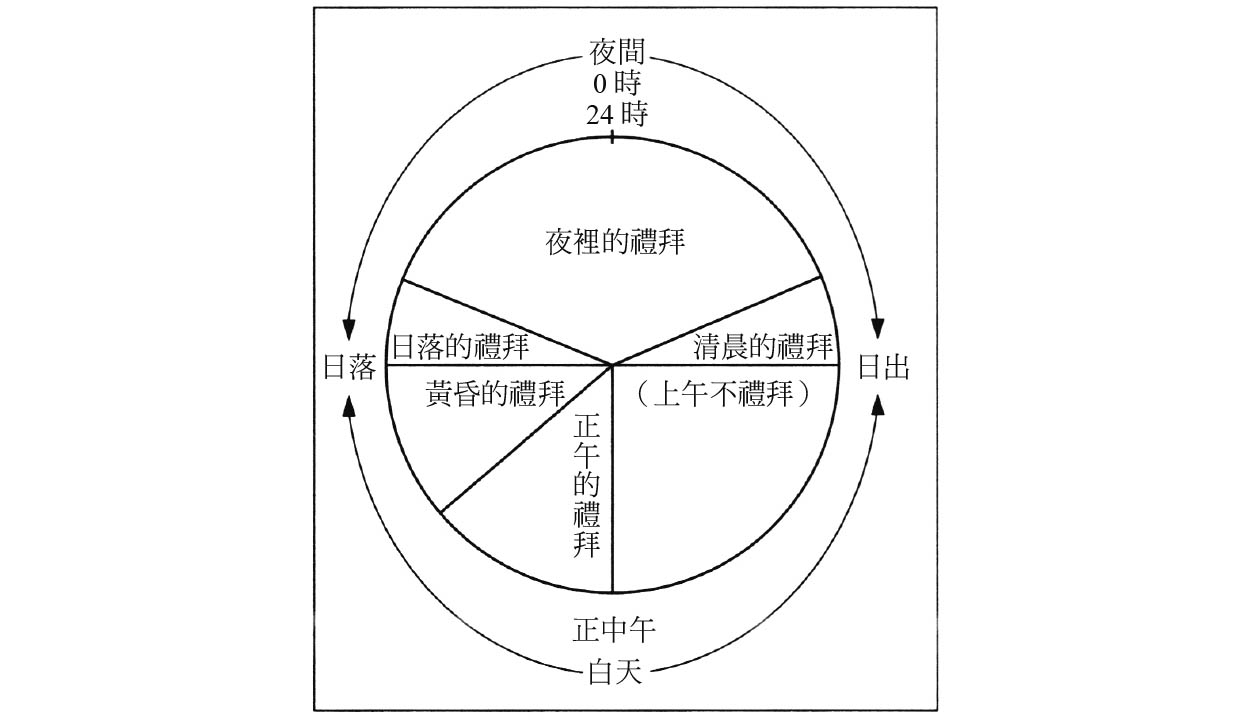 夜間
0時
24時
夜裡的禮拜
日落的禮拜
清晨的禮拜
日落
日出
黃昏的禮拜
（上午不禮拜）
正午的禮拜
正中午
白天